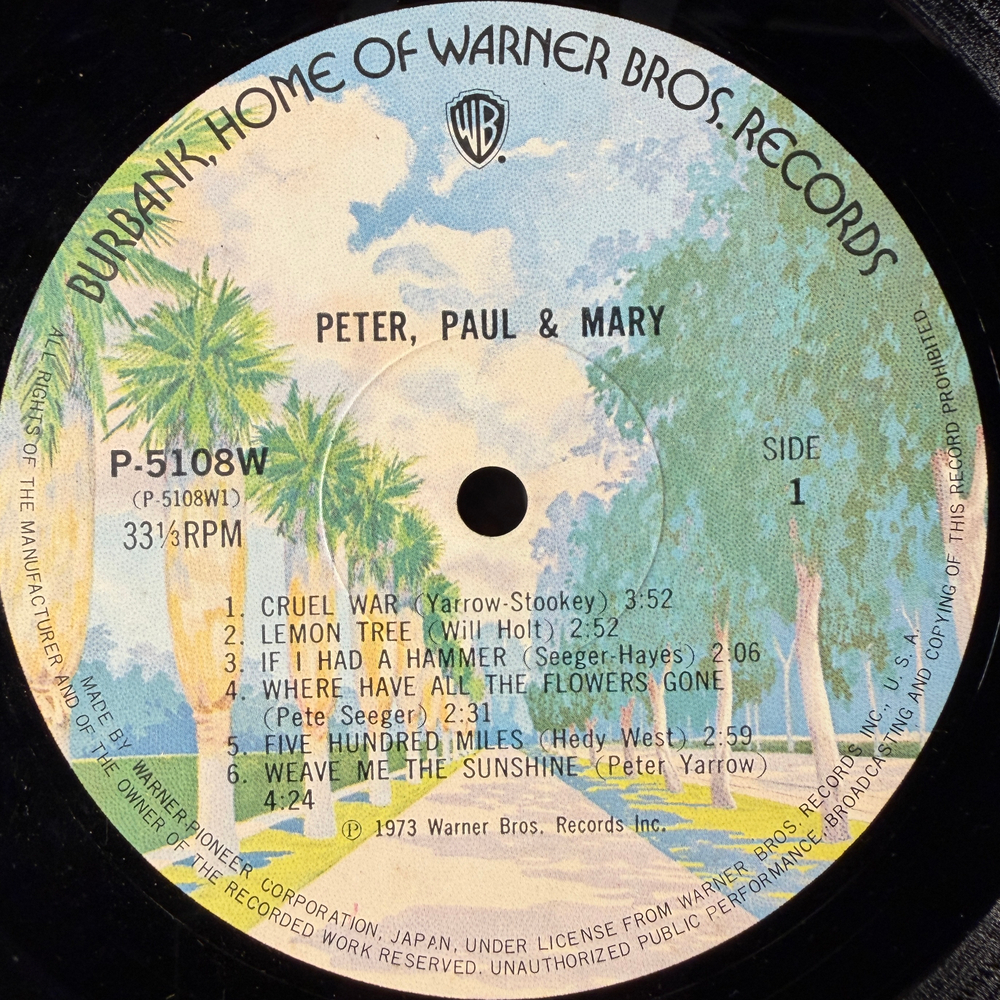 BURBANK, HOME OF WARNER BROS. RECORDS
WB
PETER, PAUL & MARY
P-5108W
(P-5108W1)
33⅓RPM
SIDE
1
1. CRUEL WAR (Yarrow-Stookey) 3:52
2. LEMON TREE (Will Holt) 2:52
3. IF I HAD A HAMMER (Seeger-Hayes) 2:06
4. WHERE HAVE ALL THE FLOWERS GONE
(Pete Seeger) 2:31
5. FIVE HUNDRED MILES (Hedy West) 2:59
6. WEAVE ME THE SUNSHINE (Peter Yarrow)
4:24
Ⓟ 1973 Warner Bros. Records Inc.
MADE BY WARNER-PIONEER CORPORATION, JAPAN, UNDER LICENSE FROM WARNER BROS. RECORDS INC., U. S. A.
ALL RIGHTS OF THE MANUFACTURER AND OF THE OWNER OF THE RECORDED WORK RESERVED. UNAUTHORIZED PUBLIC PERFORMANCE, BROADCASTING AND COPYING OF THIS RECORD PROHIBITED.